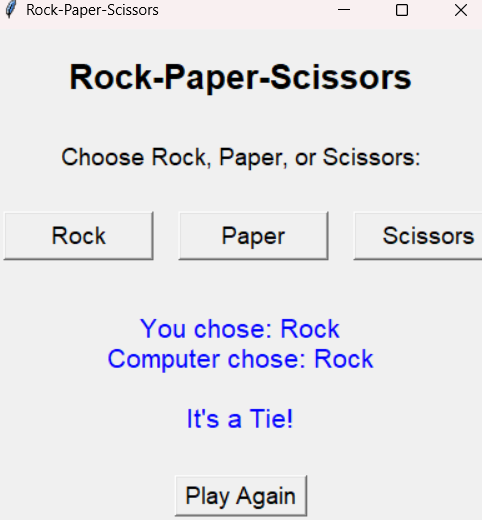 Rock-Paper-Scissors
Rock-Paper-Scissors
Choose Rock, Paper, or Scissors:
Rock Paper Scissors
You chose: Rock
Computer chose: Rock
It's a Tie!
Play Again